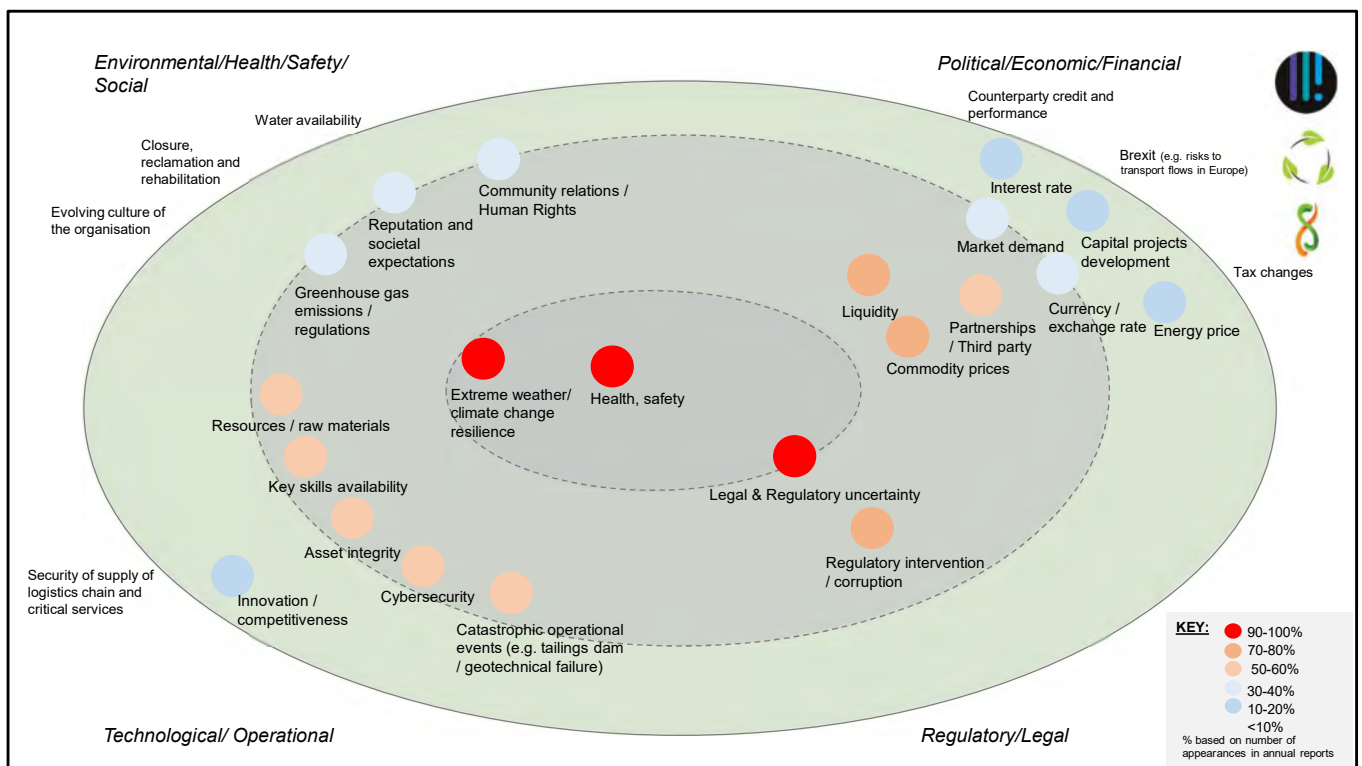 Environmental/Health/Safety/
Social
Political/Economic/Financial
Counterparty credit and
performance
Water availability
Closure,
reclamation and
rehabilitation
Brexit (e.g. risks to
transport flows in Europe)
Evolving culture of
the organisation
Community relations /
Human Rights
Interest rate
Reputation and
societal
expectations
Market demand
Capital projects
development
Tax changes
Greenhouse gas
emissions /
regulations
Liquidity
Partnerships
/ Third party
Currency /
exchange rate
Energy price
Commodity prices
Extreme weather/
climate change
resilience
Health, safety
Resources / raw materials
Key skills availability
Legal & Regulatory uncertainty
Asset integrity
Regulatory intervention
/ corruption
Security of supply of
logistics chain and
critical services
Innovation /
competitiveness
Cybersecurity
Catastrophic operational
events (e.g. tailings dam
/ geotechnical failure)
Technological/ Operational
Regulatory/Legal
KEY:
90-100%
70-80%
50-60%
30-40%
10-20%
<10%
% based on number of
appearances in annual reports